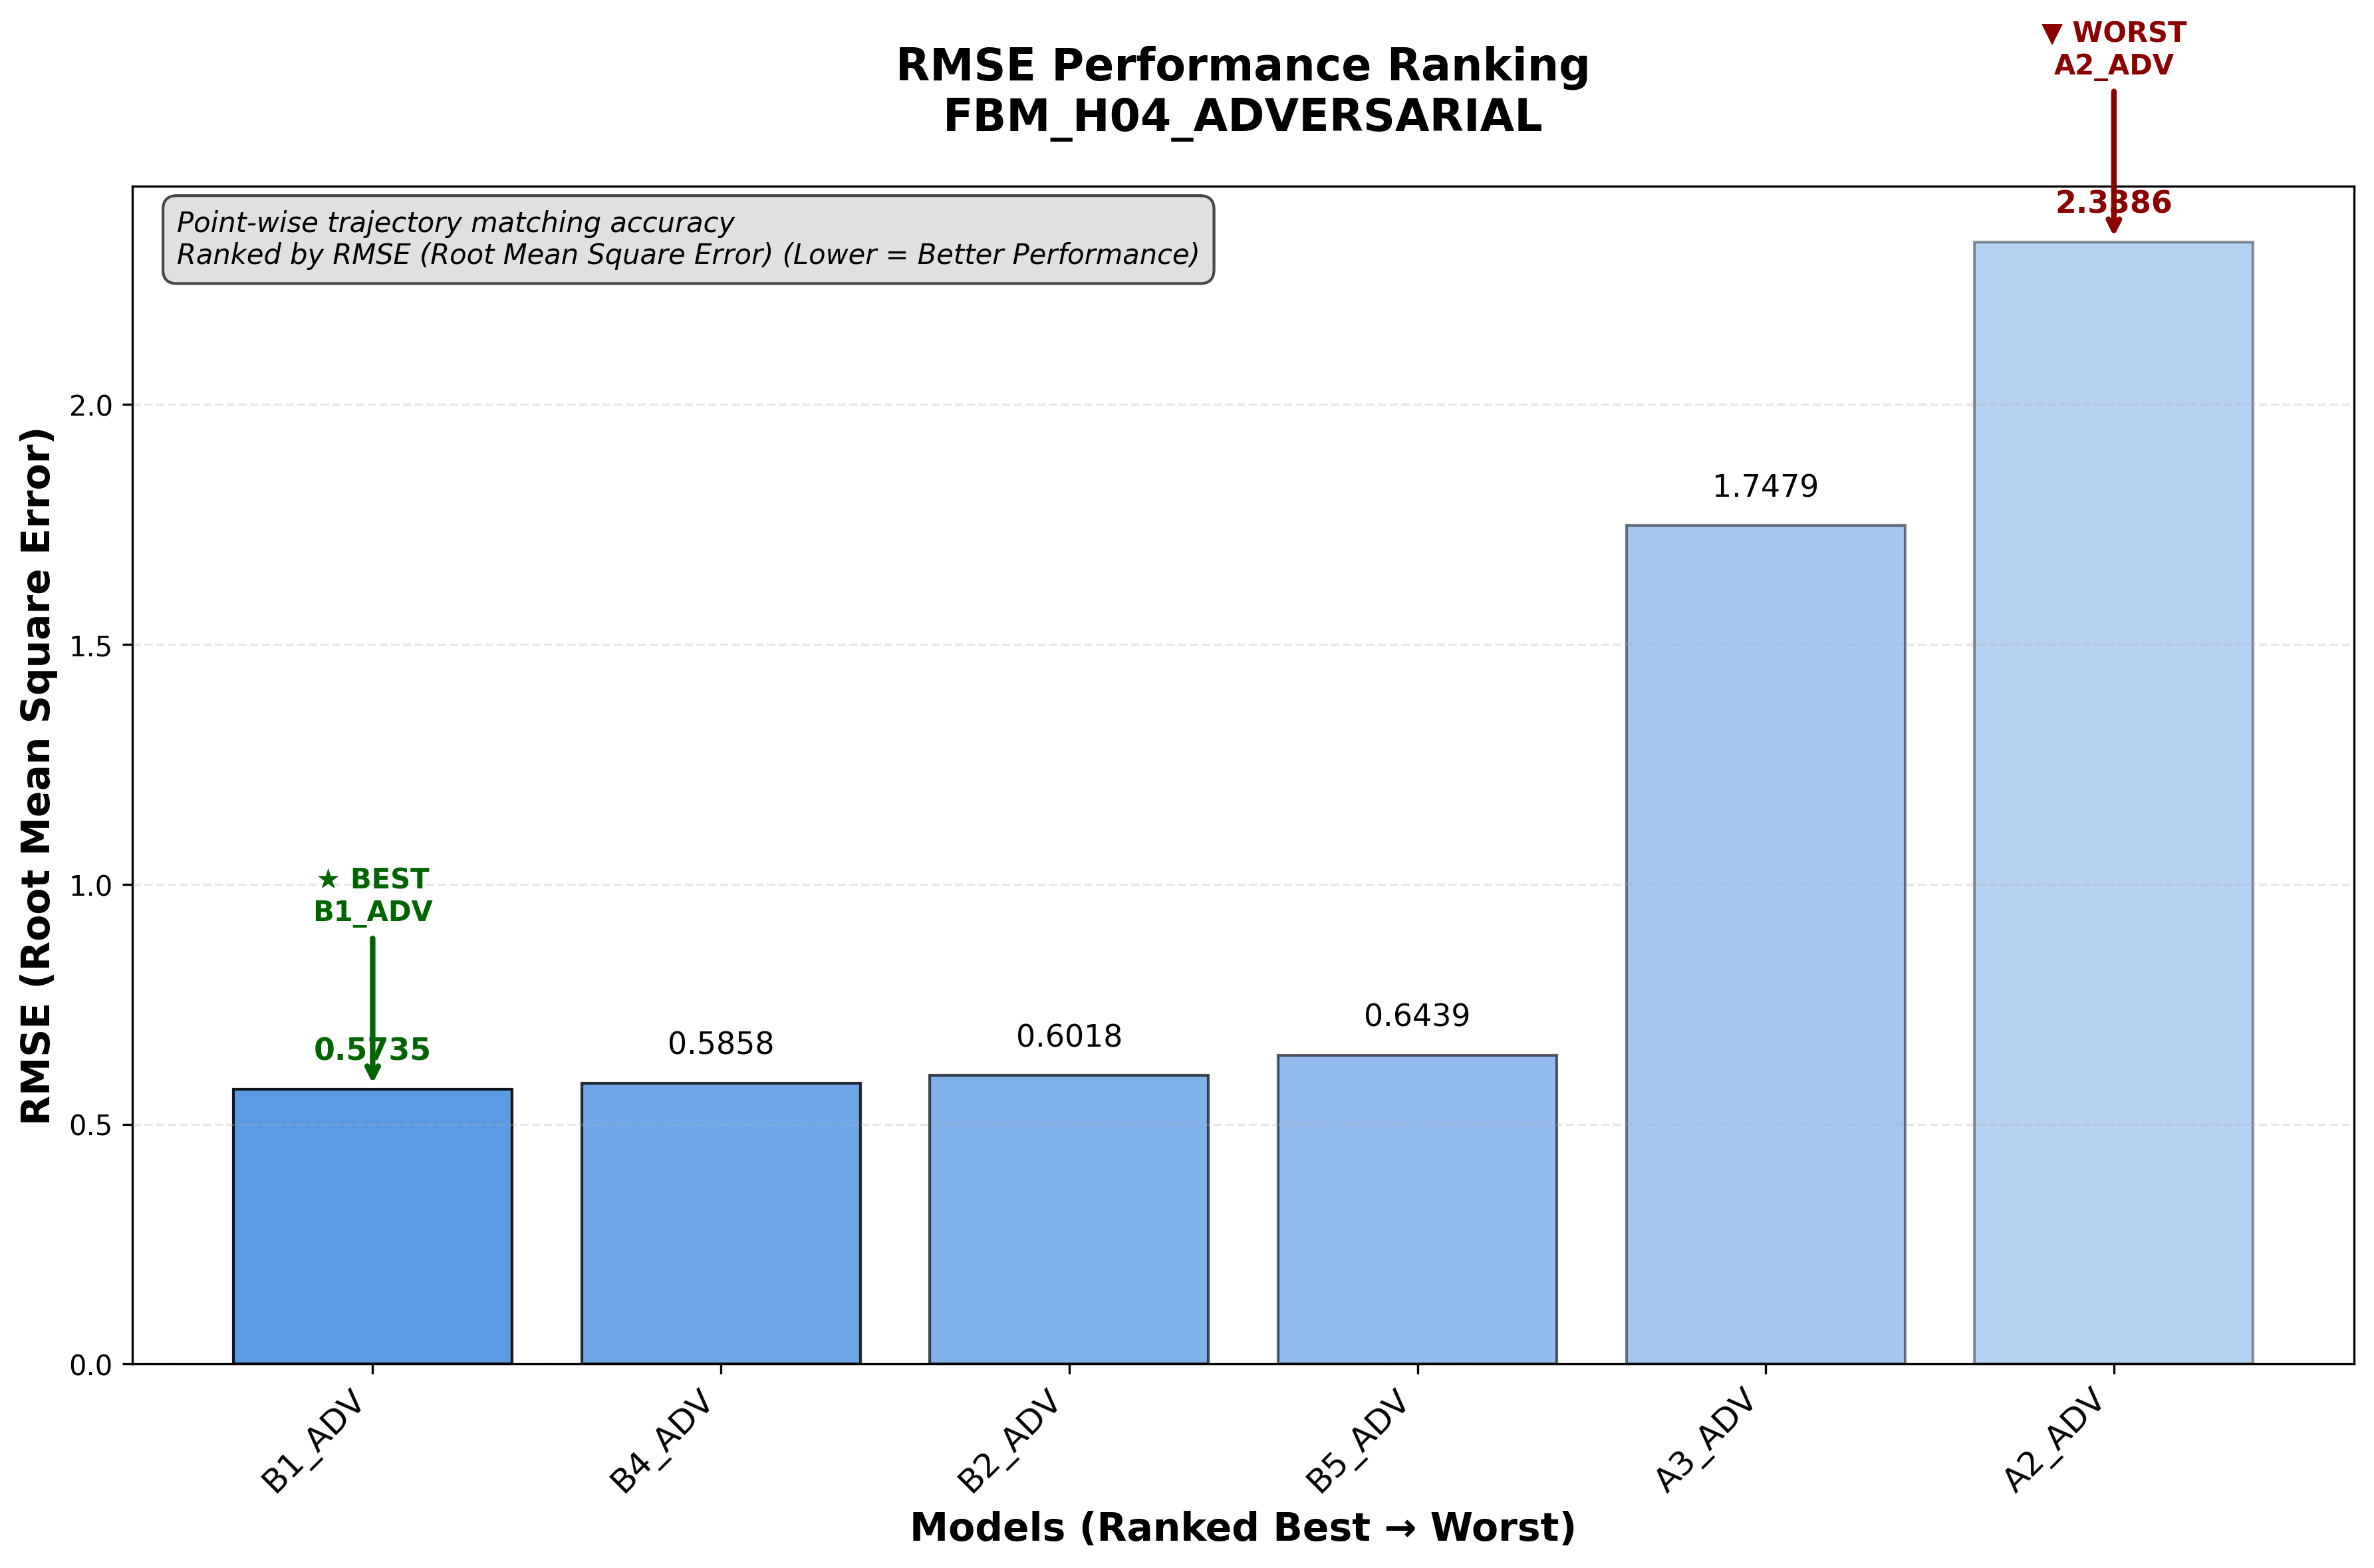 ▼ WORST
A2_ADV
RMSE Performance Ranking
FBM_H04_ADVERSARIAL
Point-wise trajectory matching accuracy
Ranked by RMSE (Root Mean Square Error) (Lower = Better Performance)
2.3386
2.0
1.7479
1.5
1.0
★ BEST
B1_ADV
0.5735
0.5858
0.6018
0.6439
0.5
0.0
RMSE (Root Mean Square Error)
B1_ADV
B4_ADV
B2_ADV
B5_ADV
A3_ADV
A2_ADV
Models (Ranked Best → Worst)